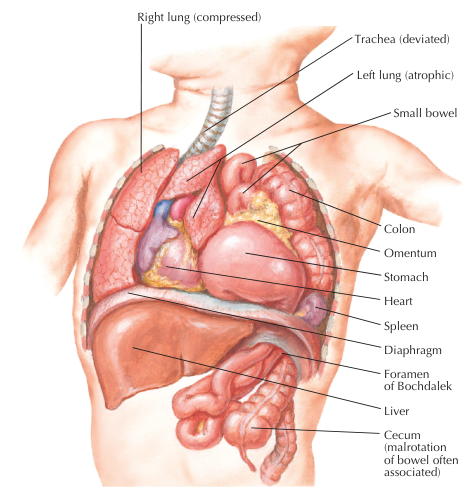 Right lung (compressed)
Trachea (deviated)
Left lung (atrophic)
Small bowel
Colon
Omentum
Stomach
Heart
Spleen
Diaphragm
Foramen
of Bochdalek
Liver
Cecum
(malrotation
of bowel often
associated)